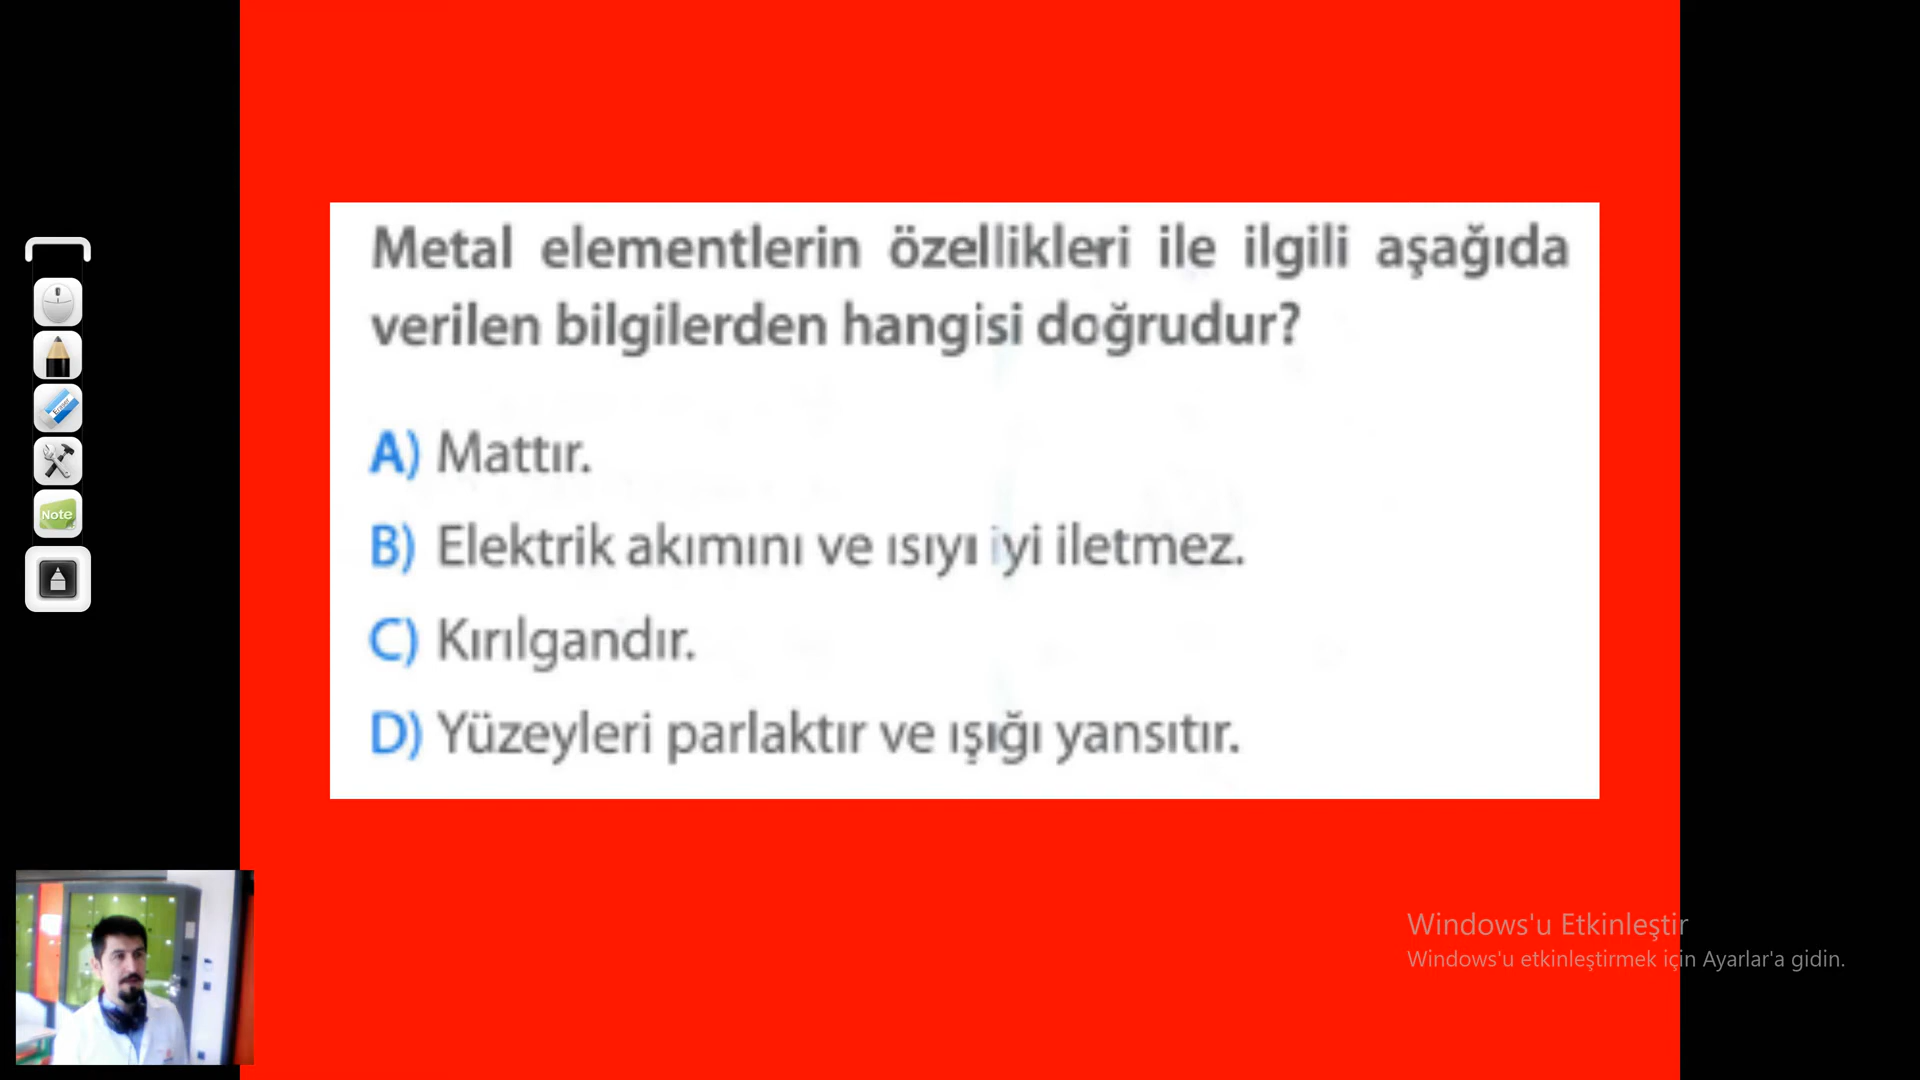 Metal elementlerin özellikleri ile ilgili aşağıda
verilen bilgilerden hangisi doğrudur?
A) Mattır.
B) Elektrik akımını ve ısıyı iyi iletmez.
C) Kırılgandır.
D) Yüzeyleri parlaktır ve ışığı yansıtır.
Note
Windows'u Etkinleştir
Windows'u etkinleştirmek için Ayarlar'a gidin.